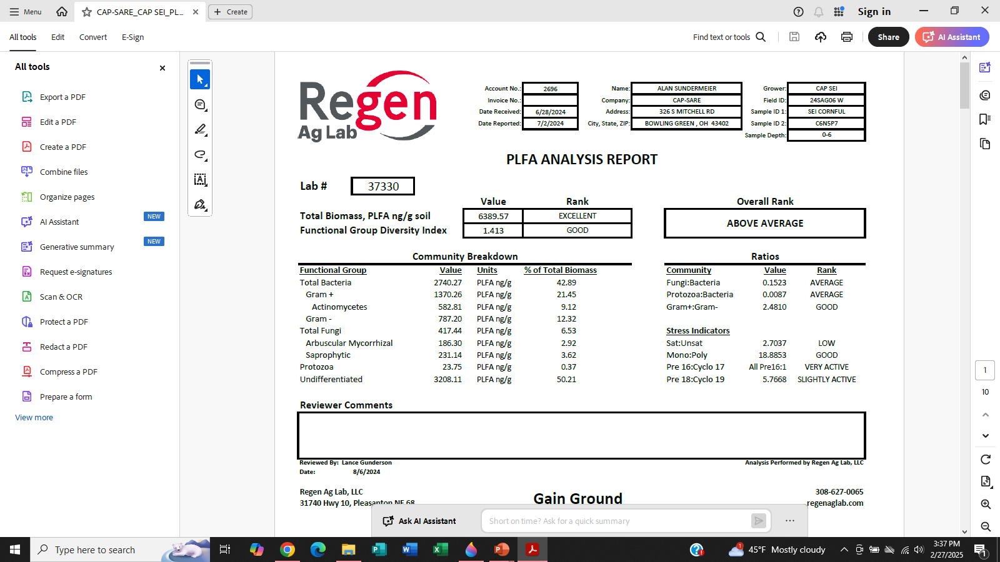 Menu
CAP-SARE_CAP SEI_PL...
Create
Sign in
All tools
Edit
Convert
E-Sign
Find text or tools
Share
AI Assistant
All tools
Export a PDF
Edit a PDF
Create a PDF
Combine files
Organize pages
AI Assistant
NEW
Generative summary
NEW
Request e-signatures
Scan & OCR
Protect a PDF
Redact a PDF
Compress a PDF
Prepare a form
View more
Regen
Ag Lab
Account No.: 2696
Invoice No.:
Date Received: 6/28/2024
Date Reported: 7/2/2024
Name: ALAN SUNDERMEIER
Company: CAP-SARE
Address: 326 S MITCHELL RD
City, State, ZIP: BOWLING GREEN , OH 43402
Grower: CAP SEI
Field ID: 24SAG06 W
Sample ID 1: SEI CORNFUL
Sample ID 2: C6N5P7
Sample Depth: 0-6
PLFA ANALYSIS REPORT
Lab # 37330
Value Rank Overall Rank
Total Biomass, PLFA ng/g soil 6389.57 EXCELLENT
Functional Group Diversity Index 1.413 GOOD
ABOVE AVERAGE
Community Breakdown
Functional Group Value Units % of Total Biomass
Total Bacteria 2740.27 PLFA ng/g 42.89
Gram + 1370.26 PLFA ng/g 21.45
Actinomycetes 582.81 PLFA ng/g 9.12
Gram - 787.20 PLFA ng/g 12.32
Total Fungi 417.44 PLFA ng/g 6.53
Arbuscular Mycorrhizal 186.30 PLFA ng/g 2.92
Saprophytic 231.14 PLFA ng/g 3.62
Protozoa 23.75 PLFA ng/g 0.37
Undifferentiated 3208.11 PLFA ng/g 50.21
Ratios
Community Value Rank
Fungi:Bacteria 0.1523 AVERAGE
Protozoa:Bacteria 0.0087 AVERAGE
Gram+:Gram- 2.4810 GOOD
Stress Indicators
Sat:Unsat 2.7037 LOW
Mono:Poly 18.8853 GOOD
Pre 16:Cyclo 17 All Pre16:1 VERY ACTIVE
Pre 18:Cyclo 19 5.7668 SLIGHTLY ACTIVE
Reviewer Comments
Reviewed By: Lance Gunderson
Analysis Performed by Regen Ag Lab, LLC
Date: 8/6/2024
Regen Ag Lab, LLC
31740 Hwy 10, Pleasanton NE 68
Gain Ground
308-627-0065
regenaglab.com
Ask AI Assistant
Short on time? Ask for a quick summary
1
10
Type here to search
1
45°F Mostly cloudy
3:37 PM
2/27/2025
1